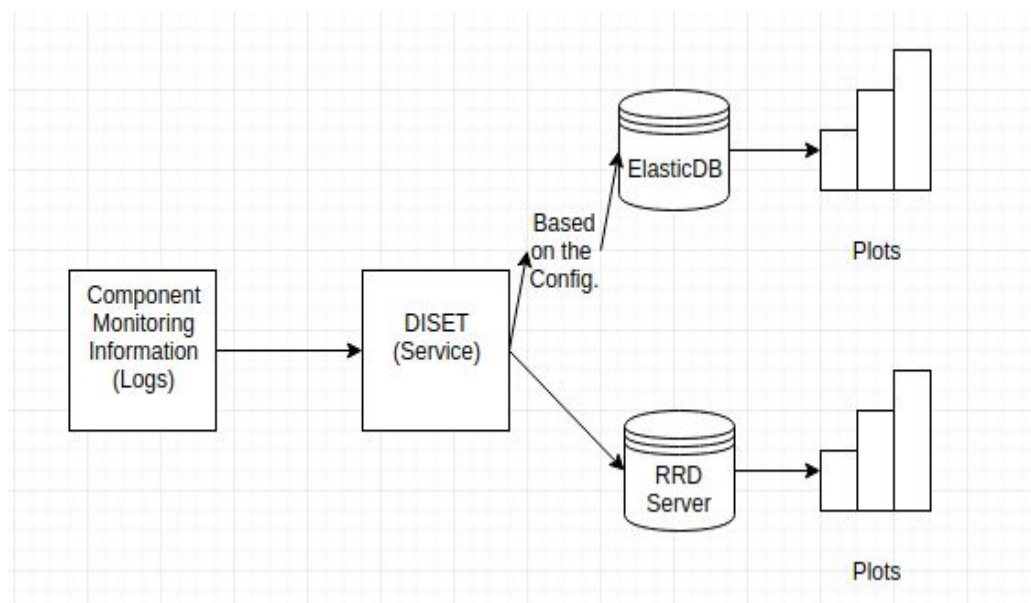 Component
Monitoring
Information
(Logs)
DISET
(Service)
Based
on the
Config.
ElasticDB
Plots
RRD
Server
Plots